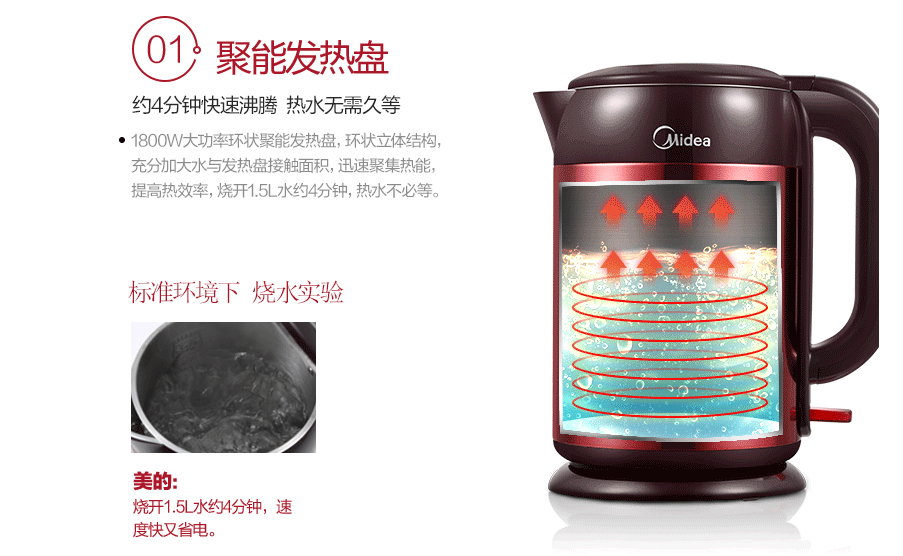 01
聚能发热盘
约4分钟快速沸腾 热水无需久等
1800W大功率环状聚能发热盘，环状立体结构，
充分加大水与发热盘接触面积，迅速聚集热能，
提高热效率，烧开1.5L水约4分钟，热水不必等。
Midea
标准环境下 烧水实验
美的：
烧开1.5L水约4分钟，速
度快又省电。